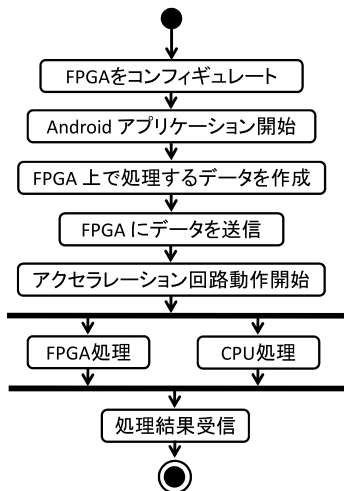 FPGAをコンフィギュレート
Android アプリケーション開始
FPGA 上で処理するデータを作成
FPGA にデータを送信
アクセラレーション回路動作開始
FPGA処理
CPU処理
処理結果受信